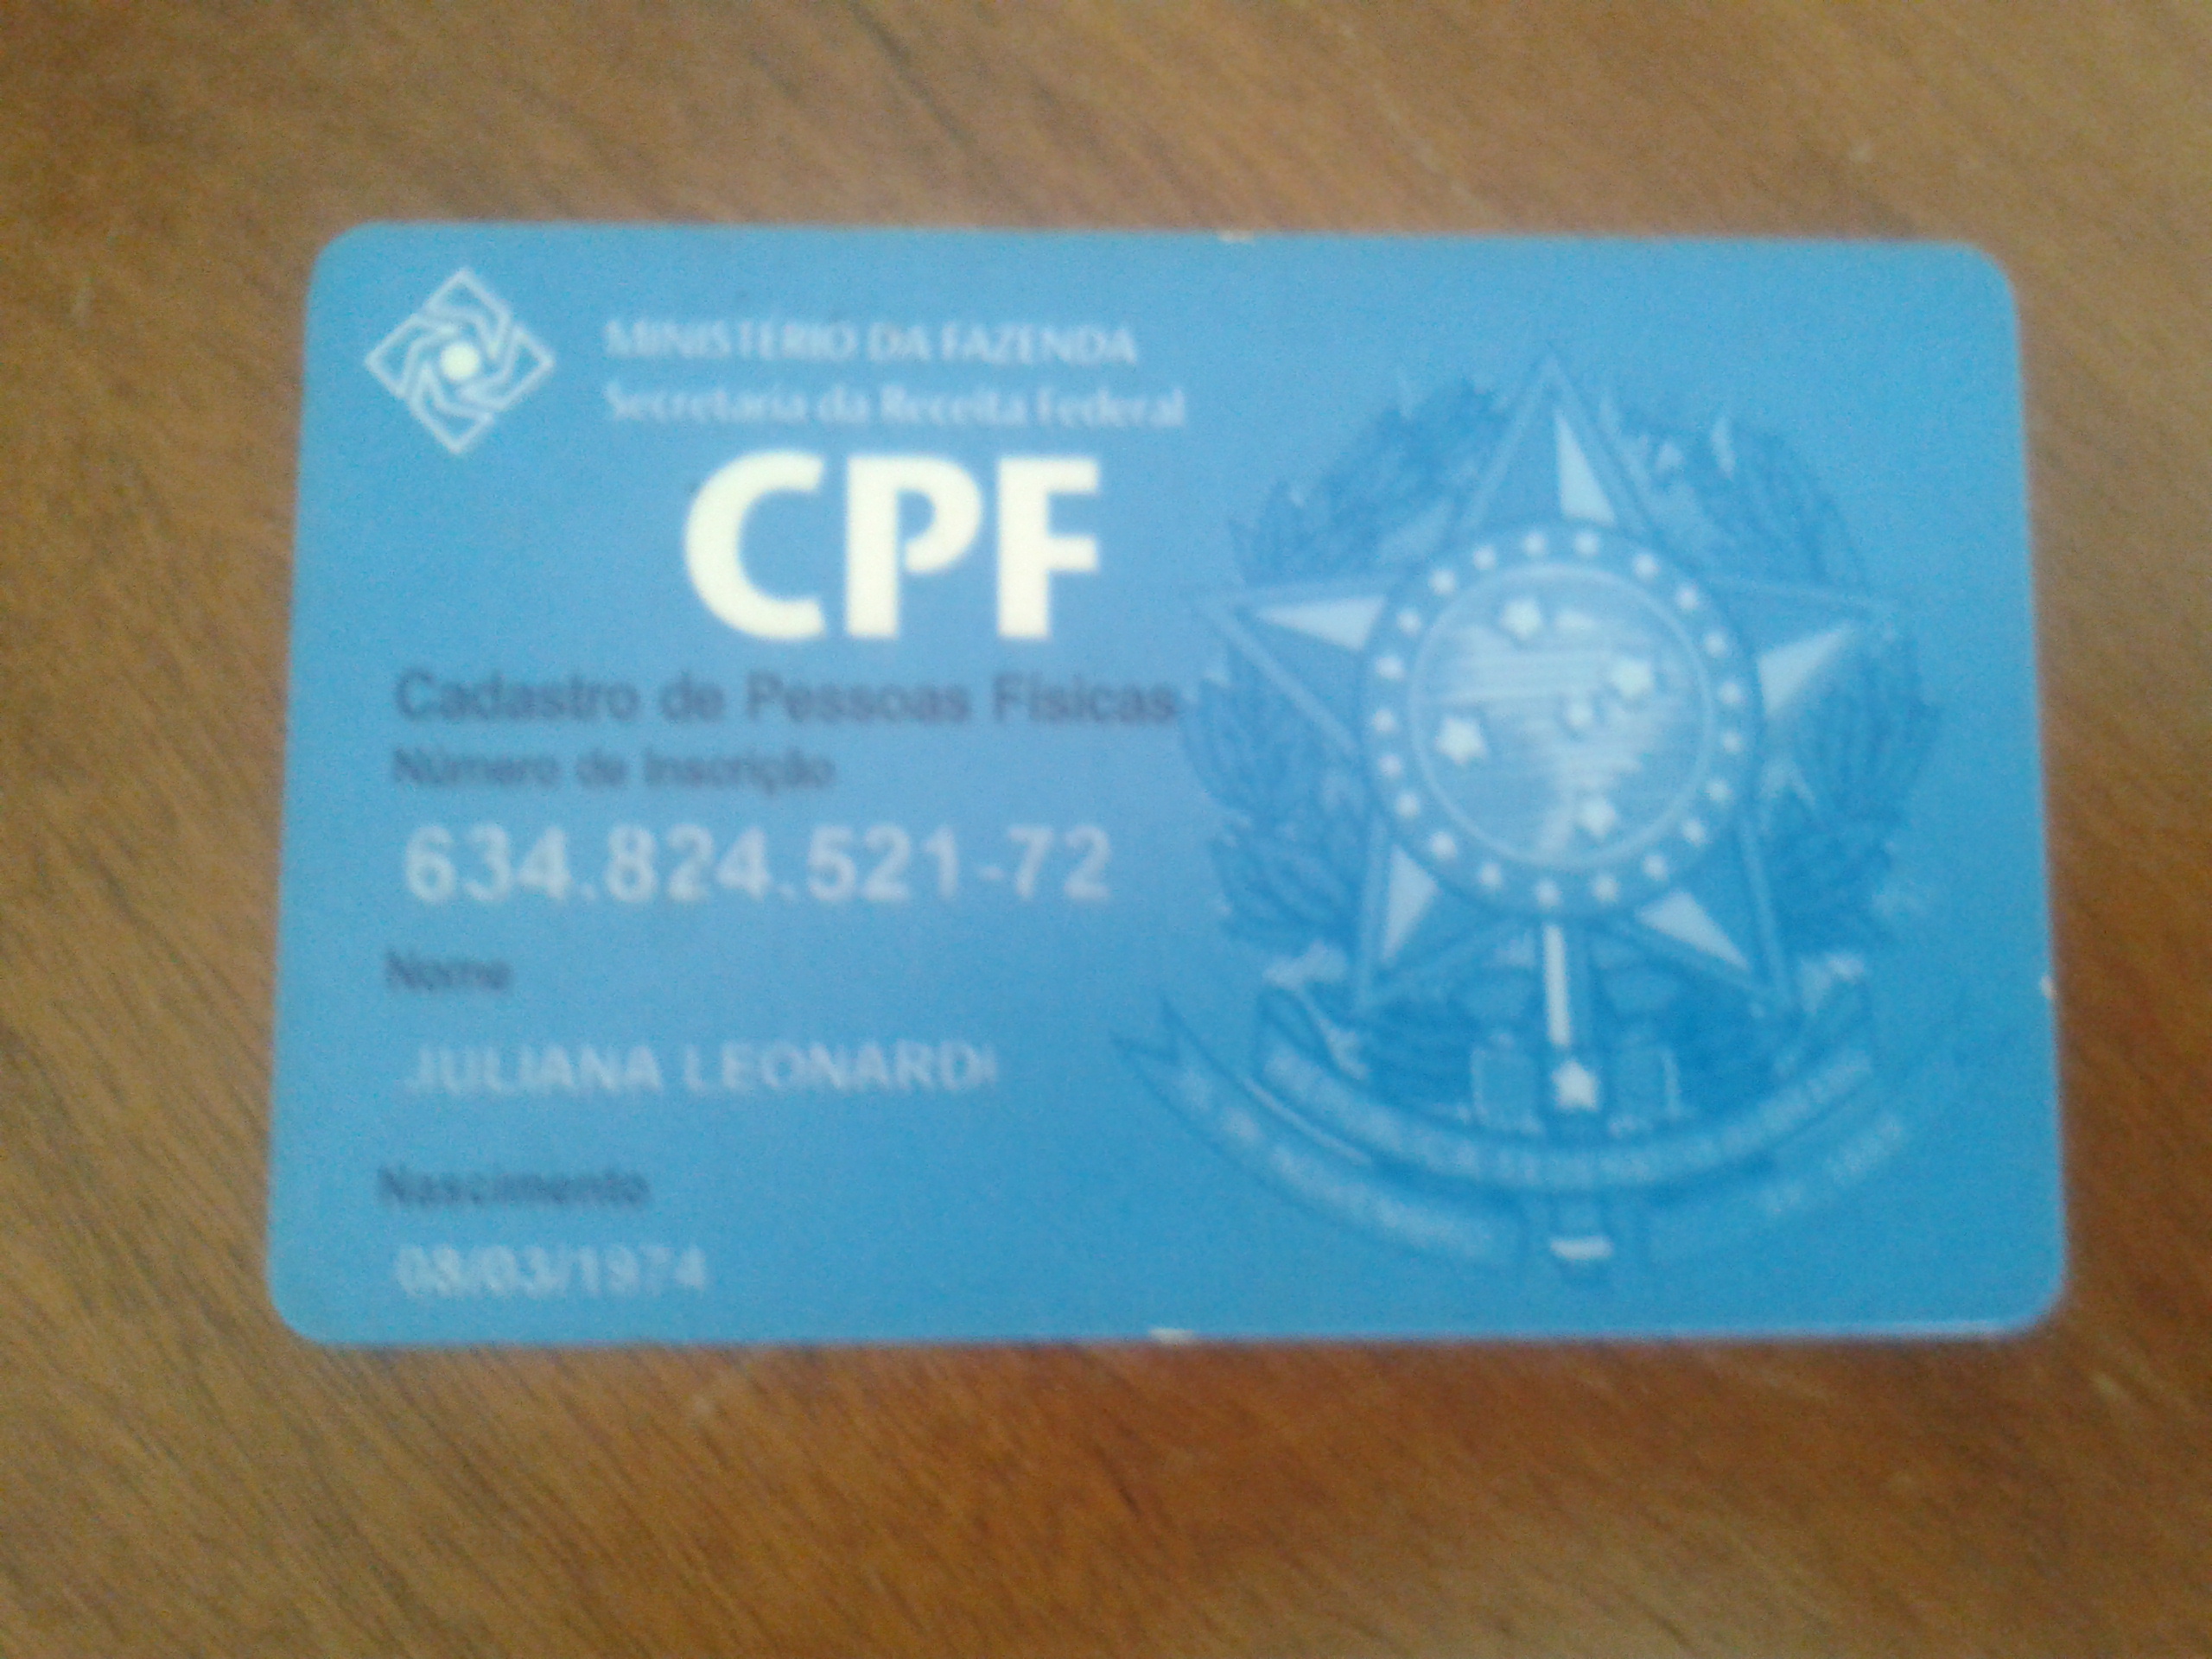 MINISTÉRIO DA FAZENDA
Secretaria da Receita Federal
CPF
Cadastro de Pessoas Físicas
Número de Inscrição
634.824.521-72
Nome
JULIANA LEONARDI
Nascimento
08/03/1974